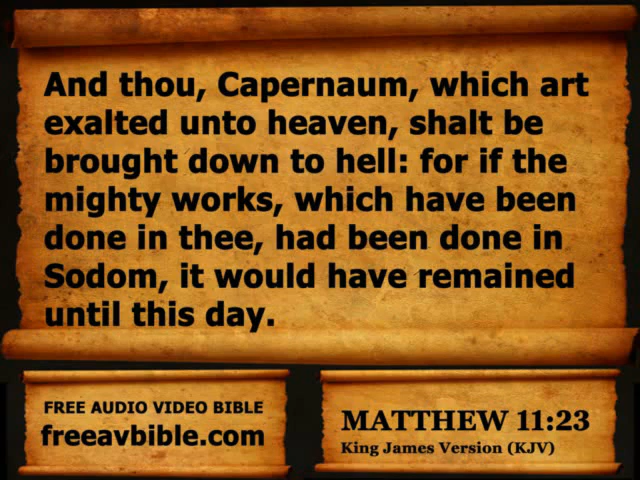 And thou, Capernaum, which art
exalted unto heaven, shalt be
brought down to hell: for if the
mighty works, which have been
done in thee, had been done in
Sodom, it would have remained
until this day.
FREE AUDIO VIDEO BIBLE
freeavbible.com
MATTHEW 11:23
King James Version (KJV)